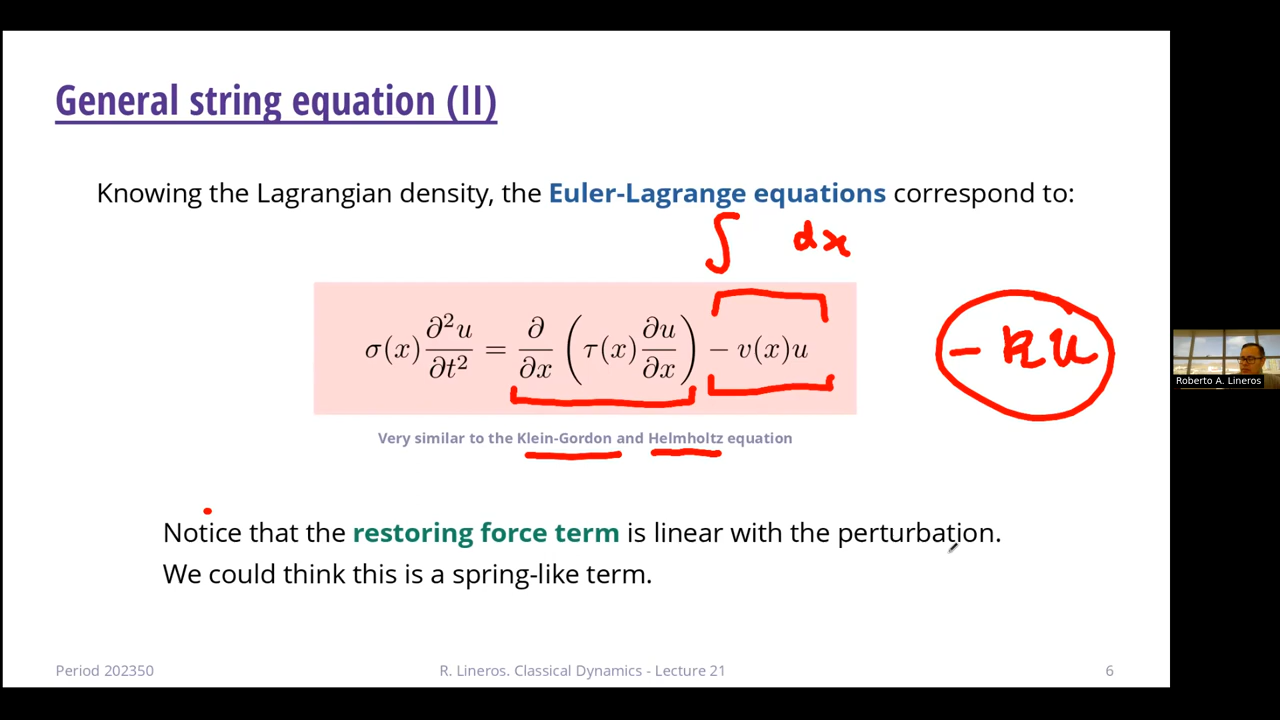 General string equation (II)
Knowing the Lagrangian density, the Euler-Lagrange equations correspond to:
∫ dx
σ(x) ∂²u/∂t² = ∂/∂x (τ(x) ∂u/∂x) − v(x)u
− ku
Roberto A. Lineros
Very similar to the Klein-Gordon and Helmholtz equation
Notice that the restoring force term is linear with the perturbation.
We could think this is a spring-like term.
Period 202350
R. Lineros. Classical Dynamics - Lecture 21
6